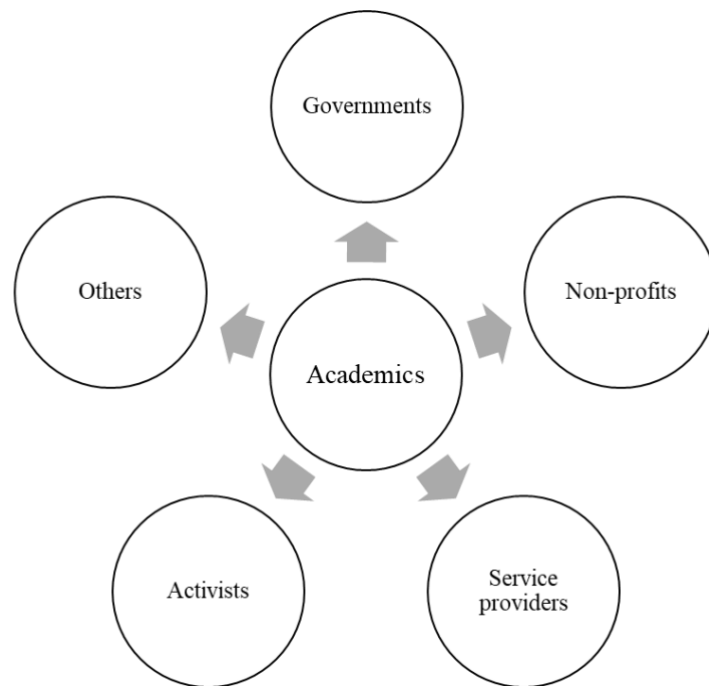 Governments
Others
Non-profits
Academics
Activists
Service
providers